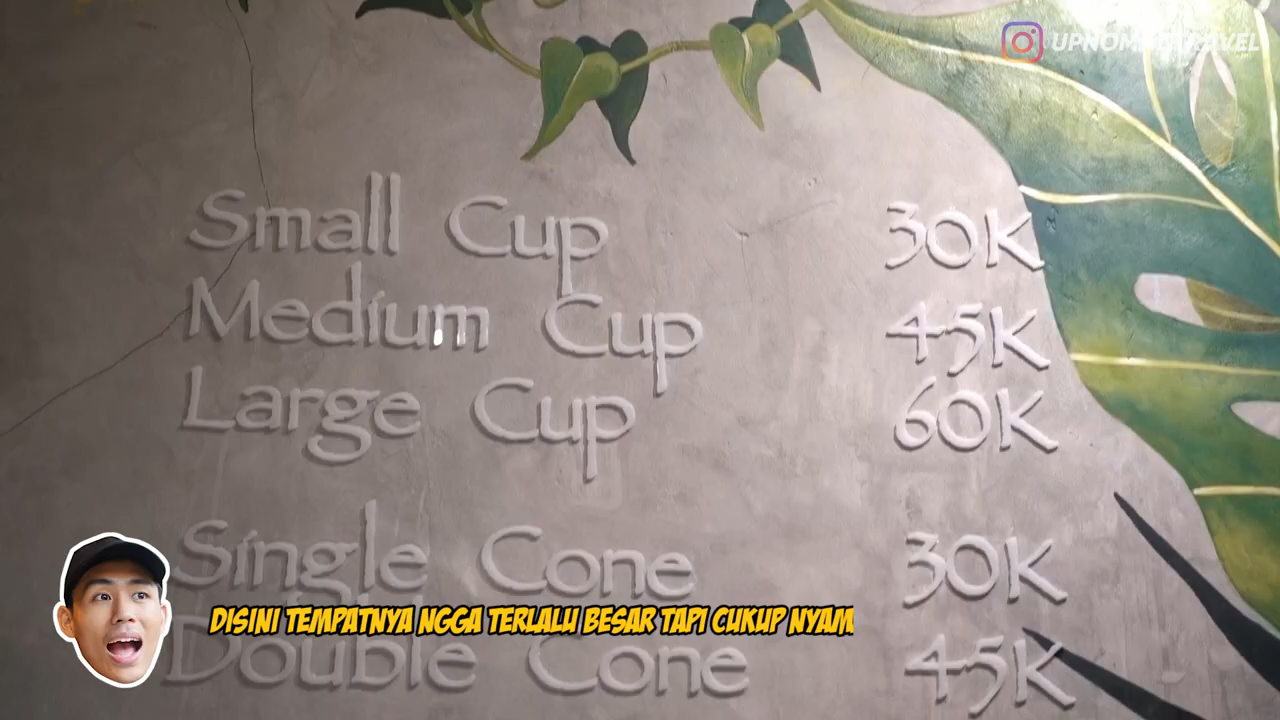 UPNORMALTRAVEL
Small Cup 30K
Medium Cup 45K
Large Cup 60K
Single Cone 30K
DISINI TEMPATNYA NGGA TERLALU BESAR TAPI CUKUP NYAM
Double Cone 45K